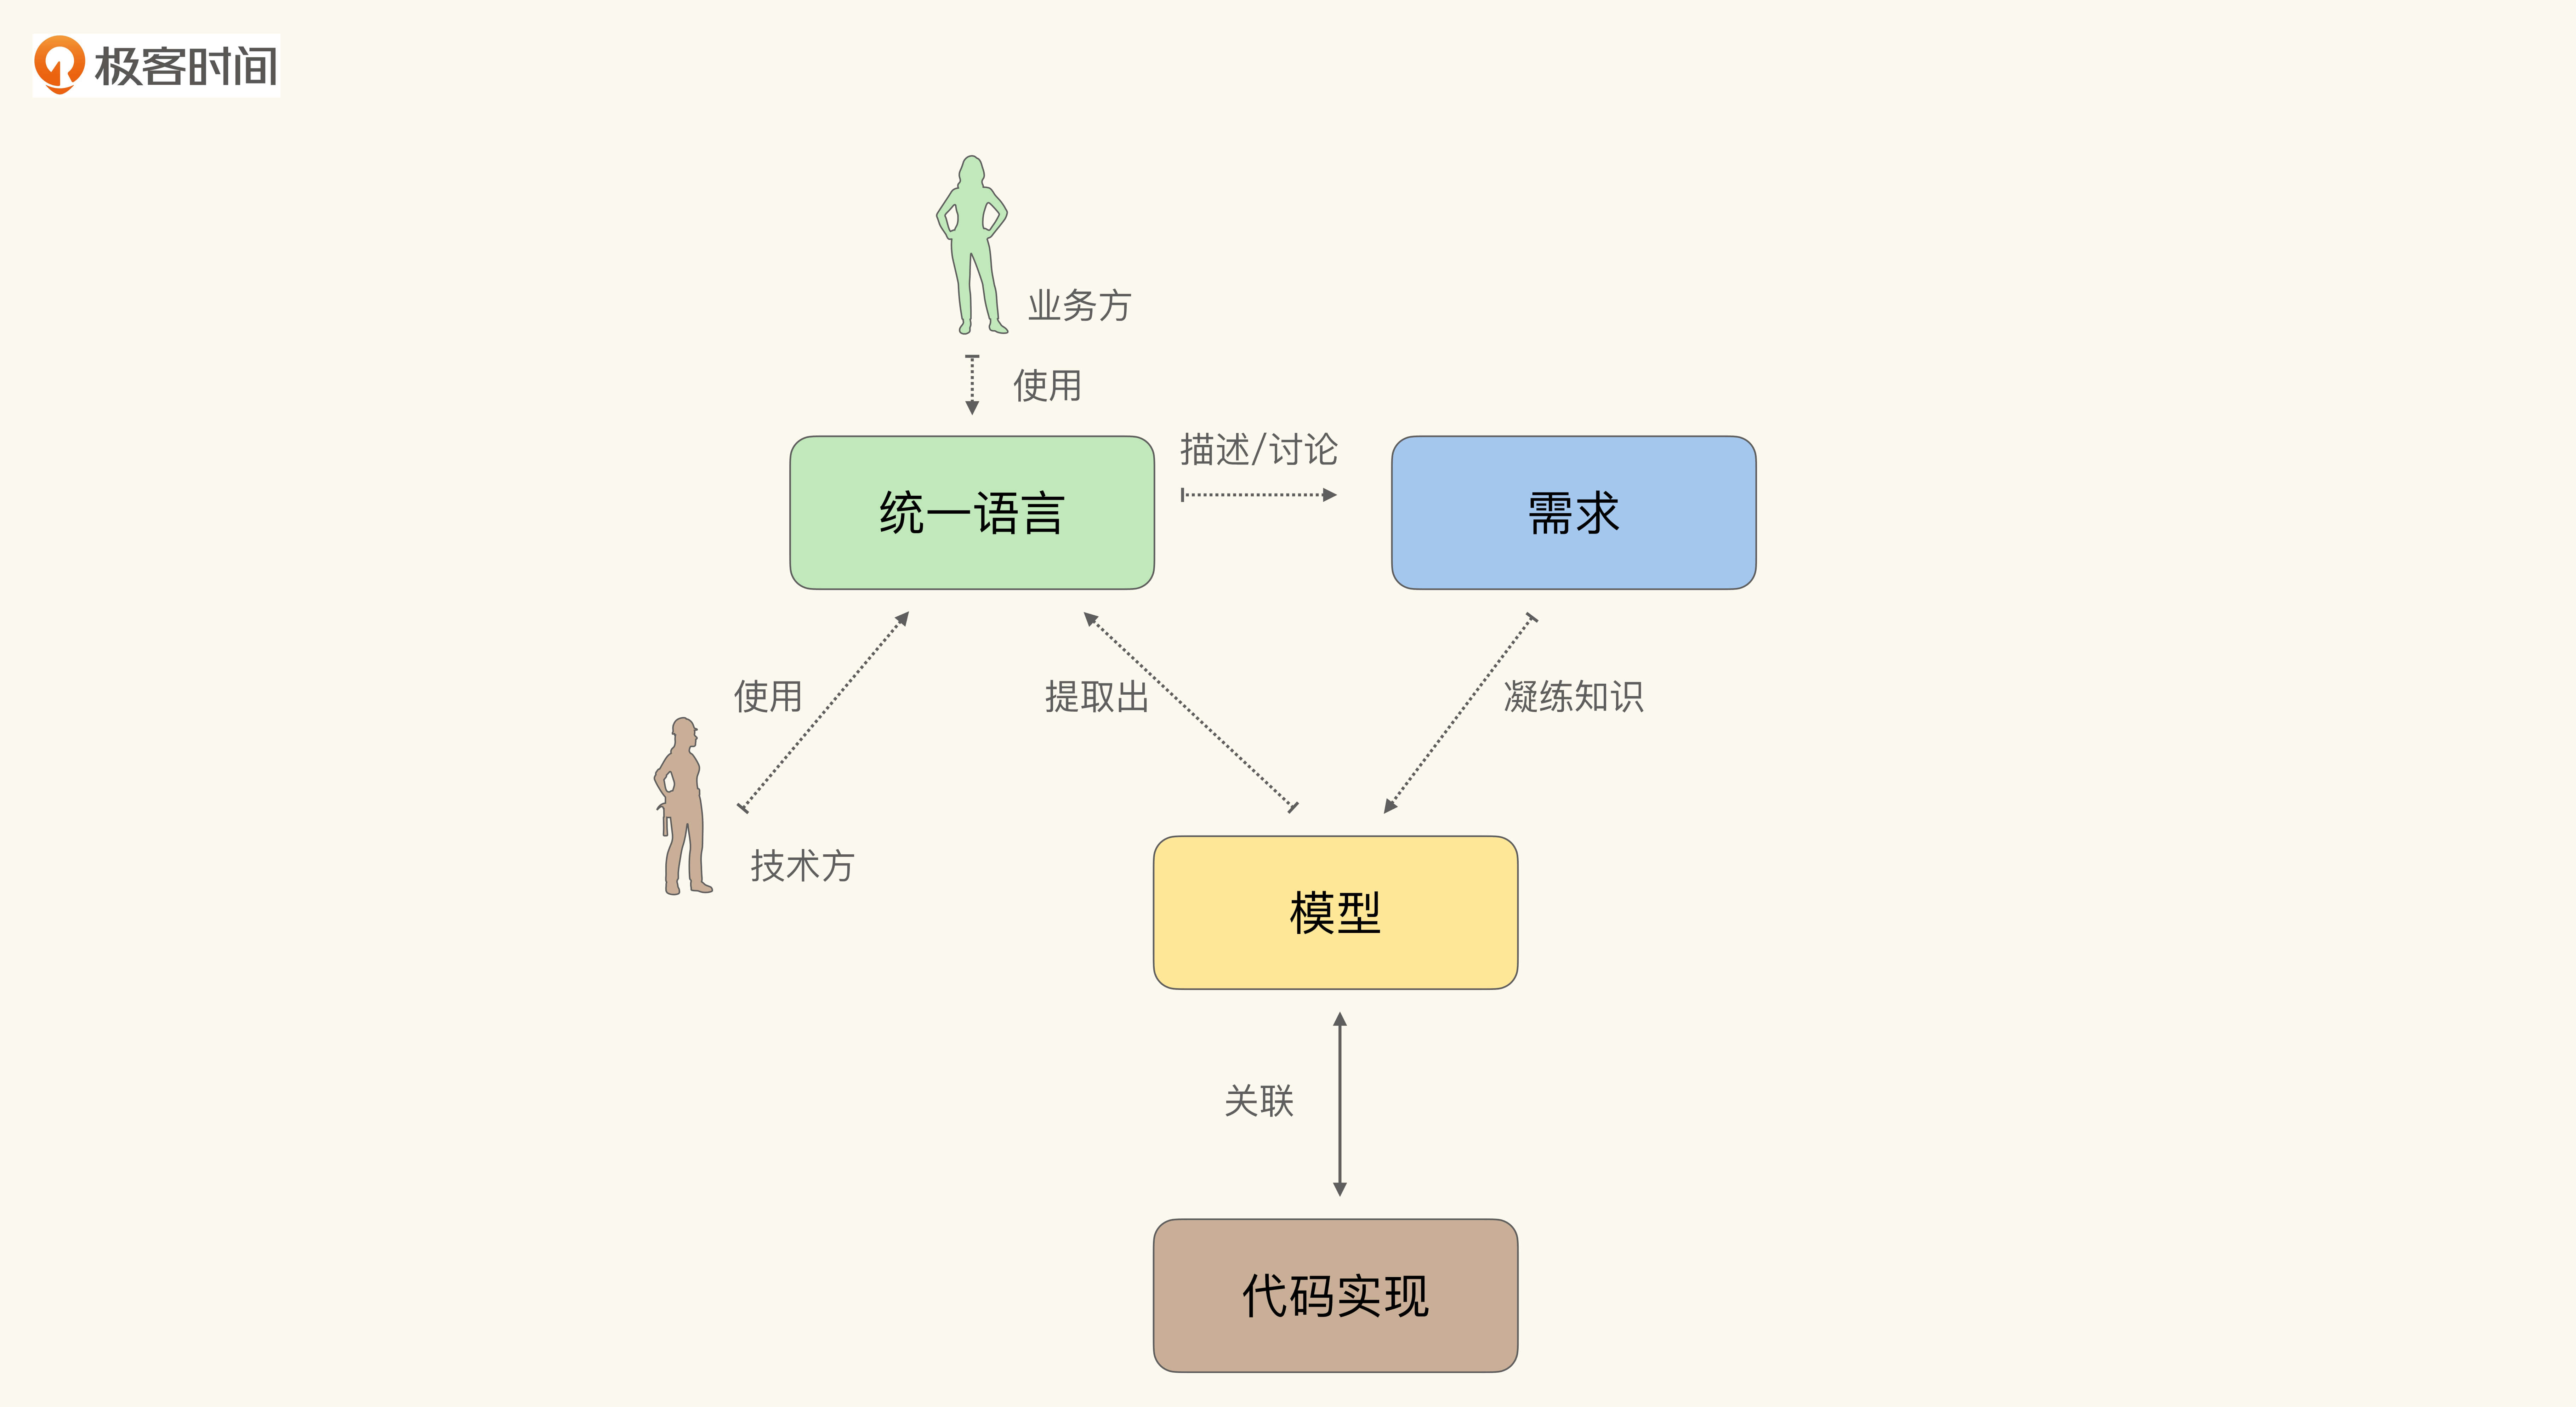 极客时间
业务方
使用
描述/讨论
统一语言
需求
使用
提取出
凝练知识
技术方
模型
关联
代码实现